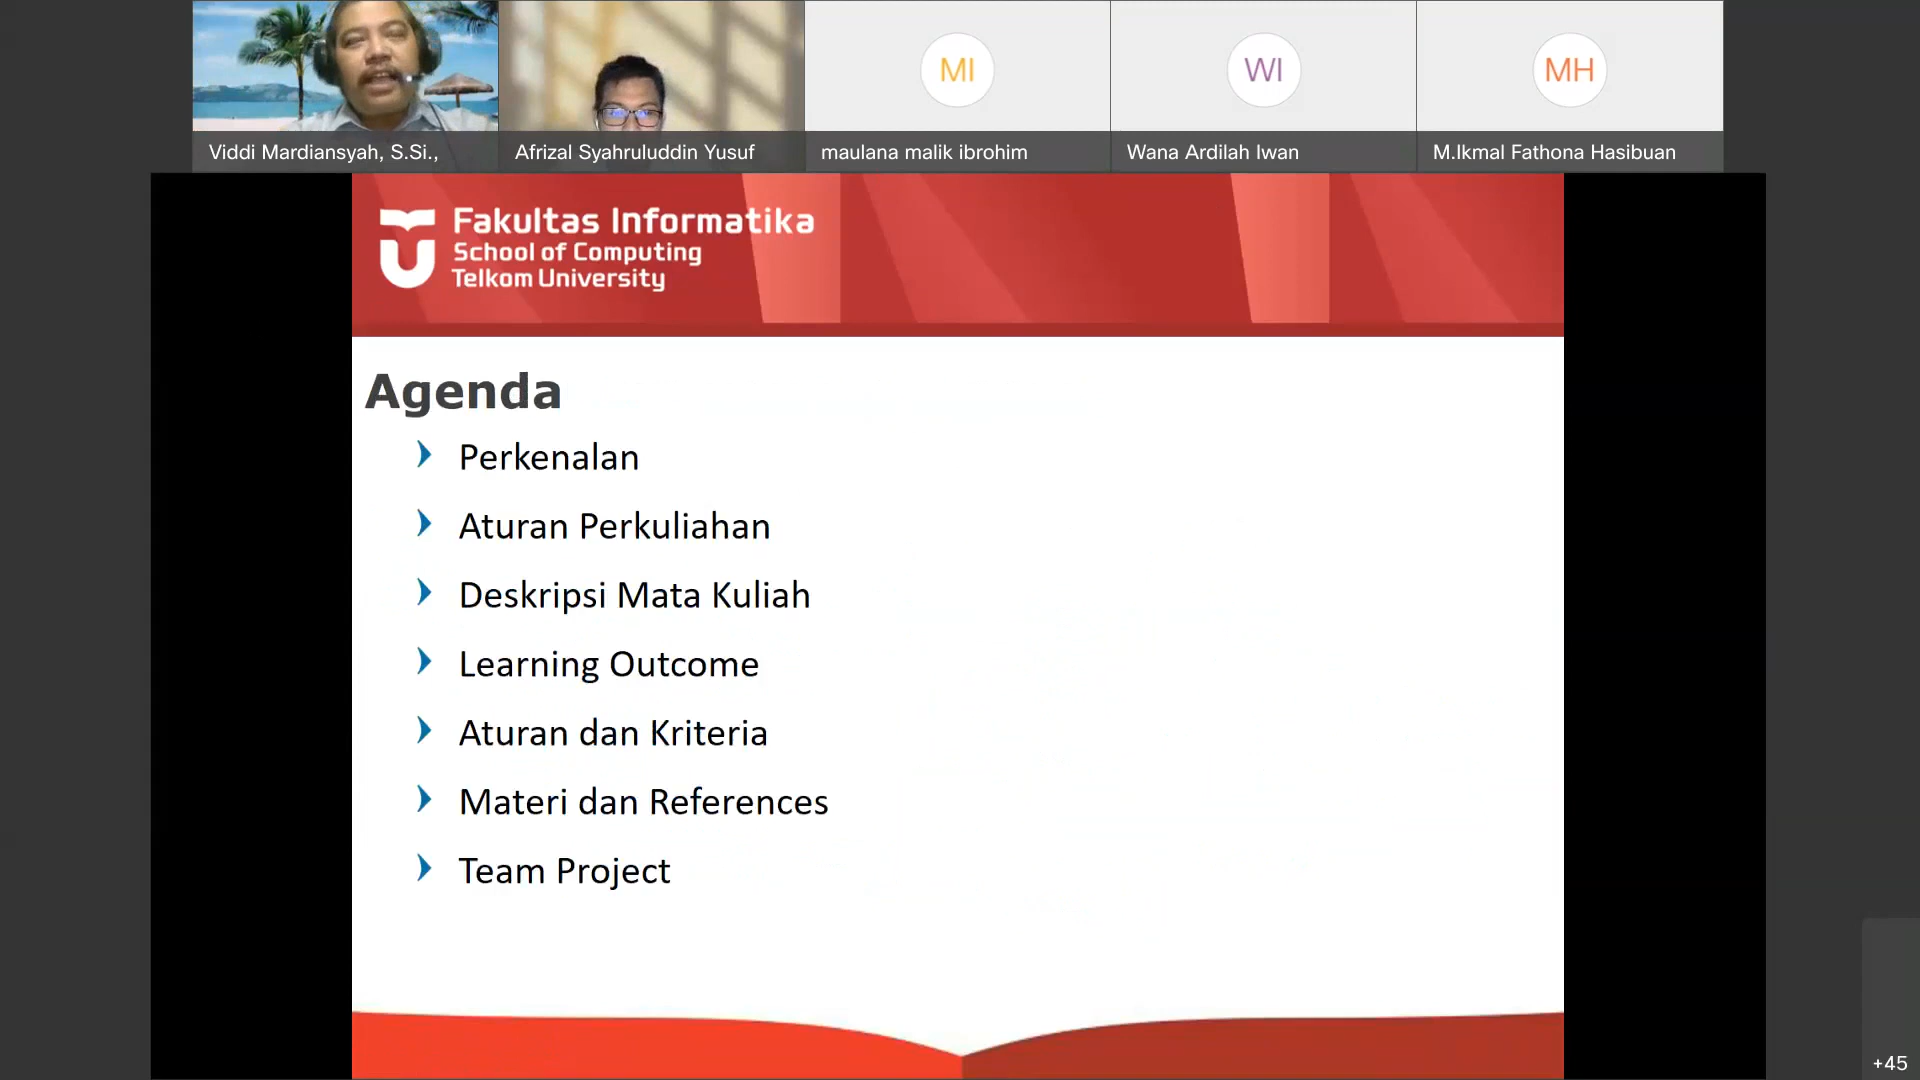 MI
WI
MH
Viddi Mardiansyah, S.Si.,
Afrizal Syahruluddin Yusuf
maulana malik ibrohim
Wana Ardilah Iwan
M.Ikmal Fathona Hasibuan
Fakultas Informatika
School of Computing
Telkom University
Agenda
Perkenalan
Aturan Perkuliahan
Deskripsi Mata Kuliah
Learning Outcome
Aturan dan Kriteria
Materi dan References
Team Project
+45